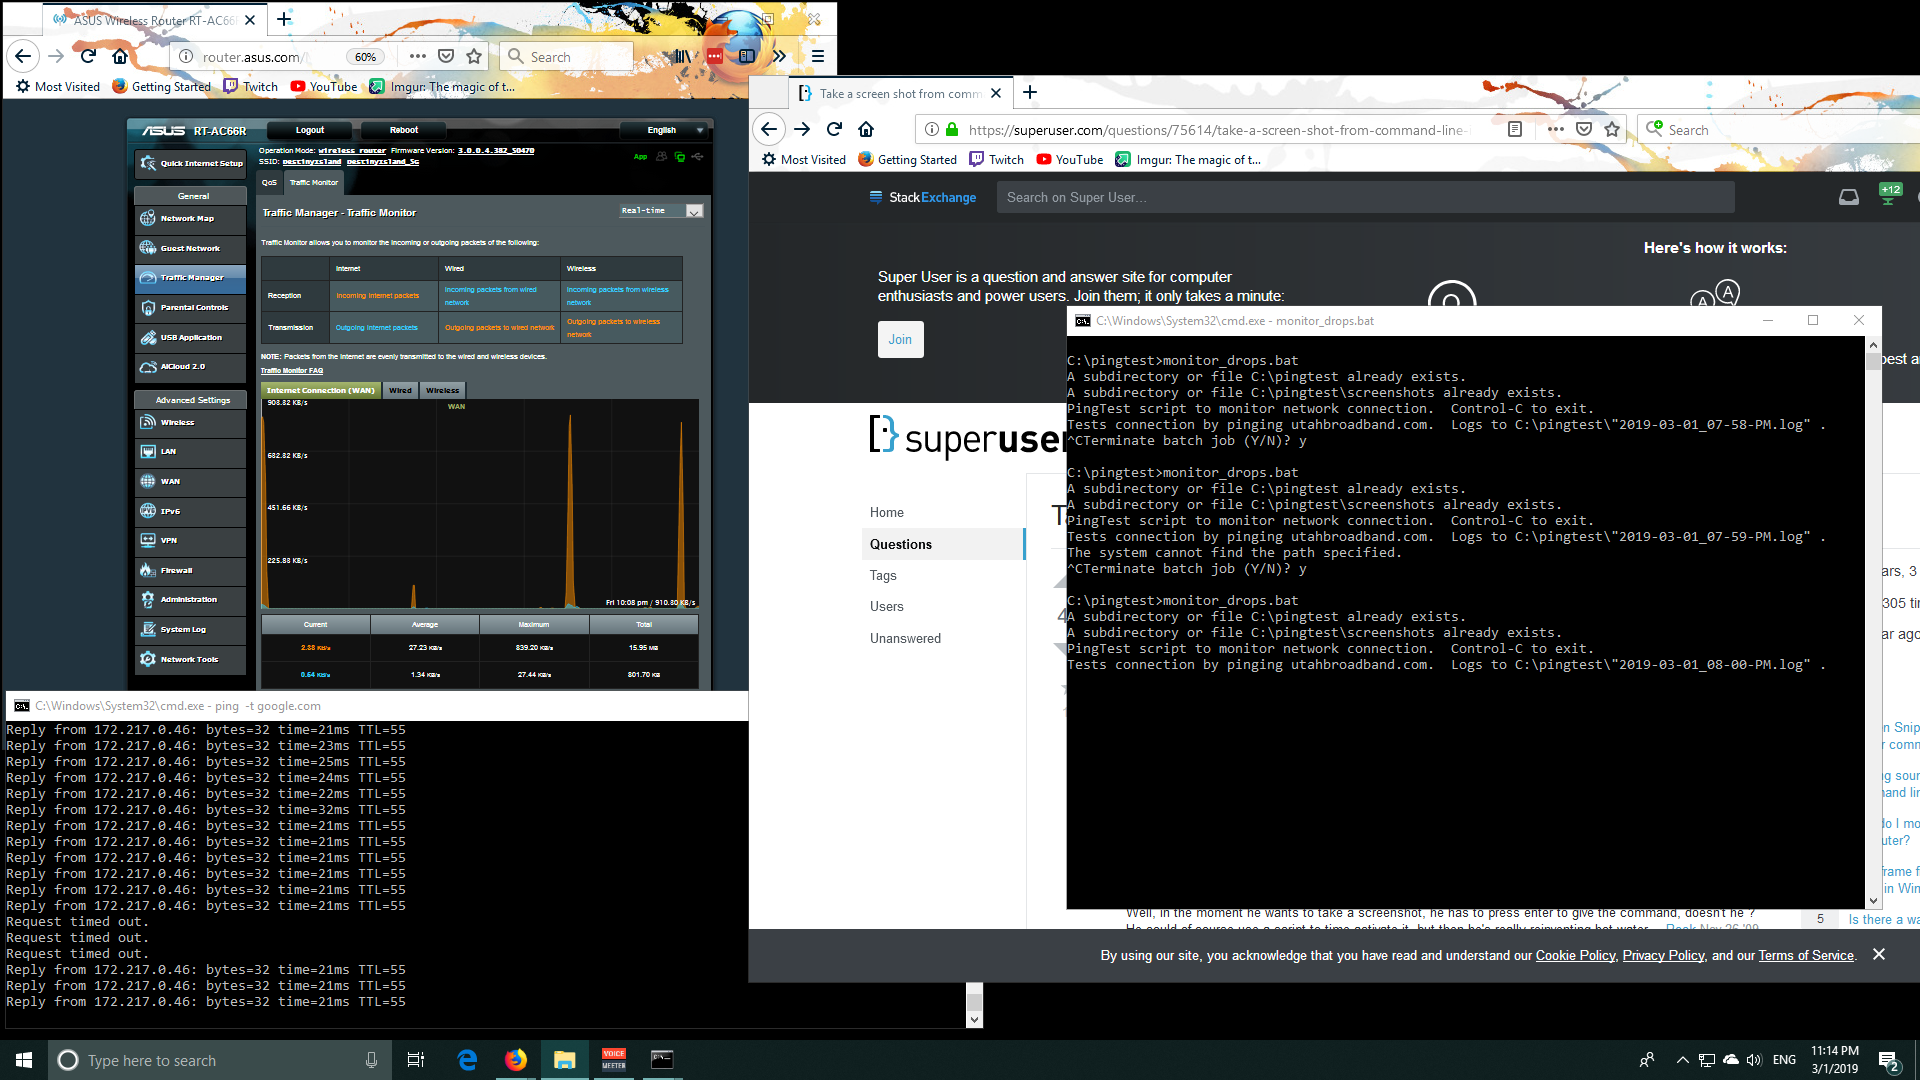 ASUS Wireless Router RT-AC66
router.asus.com/
60%
Search
Most Visited
Getting Started
Twitch
YouTube
Imgur: The magic of t...
ASUS RT-AC66R
Logout
Reboot
English
Quick Internet Setup
Operation Mode: Wireless router Firmware Version: 3.0.0.4.382_50470
SSID: Destinyisland Destinyisland_5G
App
General
Network Map
Guest Network
Traffic Manager
Parental Controls
USB Application
AiCloud 2.0
Advanced Settings
Wireless
LAN
WAN
IPv6
VPN
Firewall
Administration
System Log
Network Tools
QoS
Traffic Monitor
Traffic Manager - Traffic Monitor
Real-time
Traffic Monitor allows you to monitor the incoming or outgoing packets of the following:
Internet Wired Wireless
Reception Incoming Internet packets Incoming packets from wired network Incoming packets from wireless network
Transmission Outgoing Internet packets Outgoing packets to wired network Outgoing packets to wireless network
NOTE: Packets from the Internet are evenly transmitted to the wired and wireless devices.
Traffic Monitor FAQ
Internet Connection (WAN) Wired Wireless
908.82 KB/s
WAN
682.82 KB/s
451.66 KB/s
225.88 KB/s
Fri 10:08 pm / 910.80 KB/s
Current Average Maximum Total
2.38 KB/s 27.23 KB/s 839.20 KB/s 15.95 MB
0.64 KB/s 1.34 KB/s 27.44 KB/s 801.70 KB
C:\Windows\System32\cmd.exe - ping -t google.com
Reply from 172.217.0.46: bytes=32 time=21ms TTL=55
Reply from 172.217.0.46: bytes=32 time=23ms TTL=55
Reply from 172.217.0.46: bytes=32 time=25ms TTL=55
Reply from 172.217.0.46: bytes=32 time=24ms TTL=55
Reply from 172.217.0.46: bytes=32 time=22ms TTL=55
Reply from 172.217.0.46: bytes=32 time=32ms TTL=55
Reply from 172.217.0.46: bytes=32 time=21ms TTL=55
Reply from 172.217.0.46: bytes=32 time=21ms TTL=55
Reply from 172.217.0.46: bytes=32 time=21ms TTL=55
Reply from 172.217.0.46: bytes=32 time=21ms TTL=55
Reply from 172.217.0.46: bytes=32 time=21ms TTL=55
Reply from 172.217.0.46: bytes=32 time=21ms TTL=55
Request timed out.
Request timed out.
Request timed out.
Reply from 172.217.0.46: bytes=32 time=21ms TTL=55
Reply from 172.217.0.46: bytes=32 time=21ms TTL=55
Reply from 172.217.0.46: bytes=32 time=21ms TTL=55
Take a screen shot from comm
https://superuser.com/questions/75614/take-a-screen-shot-from-command-line-
Search
Most Visited
Getting Started
Twitch
YouTube
Imgur: The magic of t...
StackExchange
Search on Super User...
+12
Super User is a question and answer site for computer
enthusiasts and power users. Join them; it only takes a minute:
Join
Here's how it works:
A A
superuser
Home
Questions
Tags
Users
Unanswered
C:\Windows\System32\cmd.exe - monitor_drops.bat
C:\pingtest>monitor_drops.bat
A subdirectory or file C:\pingtest already exists.
A subdirectory or file C:\pingtest\screenshots already exists.
PingTest script to monitor network connection. Control-C to exit.
Tests connection by pinging utahbroadband.com. Logs to C:\pingtest\"2019-03-01_07-58-PM.log" .
^CTerminate batch job (Y/N)? y
C:\pingtest>monitor_drops.bat
A subdirectory or file C:\pingtest already exists.
A subdirectory or file C:\pingtest\screenshots already exists.
PingTest script to monitor network connection. Control-C to exit.
Tests connection by pinging utahbroadband.com. Logs to C:\pingtest\"2019-03-01_07-59-PM.log" .
The system cannot find the path specified.
^CTerminate batch job (Y/N)? y
C:\pingtest>monitor_drops.bat
A subdirectory or file C:\pingtest already exists.
A subdirectory or file C:\pingtest\screenshots already exists.
PingTest script to monitor network connection. Control-C to exit.
Tests connection by pinging utahbroadband.com. Logs to C:\pingtest\"2019-03-01_08-00-PM.log" .
pest a
ars, 3
305 ti
ar ago
n Snip
r comm
g sour
and lin
do I mo
uter?
frame f
in Win
Well, in the moment he wants to take a screenshot, he has to press enter to give the command, doesn't he ?
5 Is there a wa
By using our site, you acknowledge that you have read and understand our Cookie Policy, Privacy Policy, and our Terms of Service.
Type here to search
VOICE MEETER
ENG
11:14 PM
3/1/2019
2